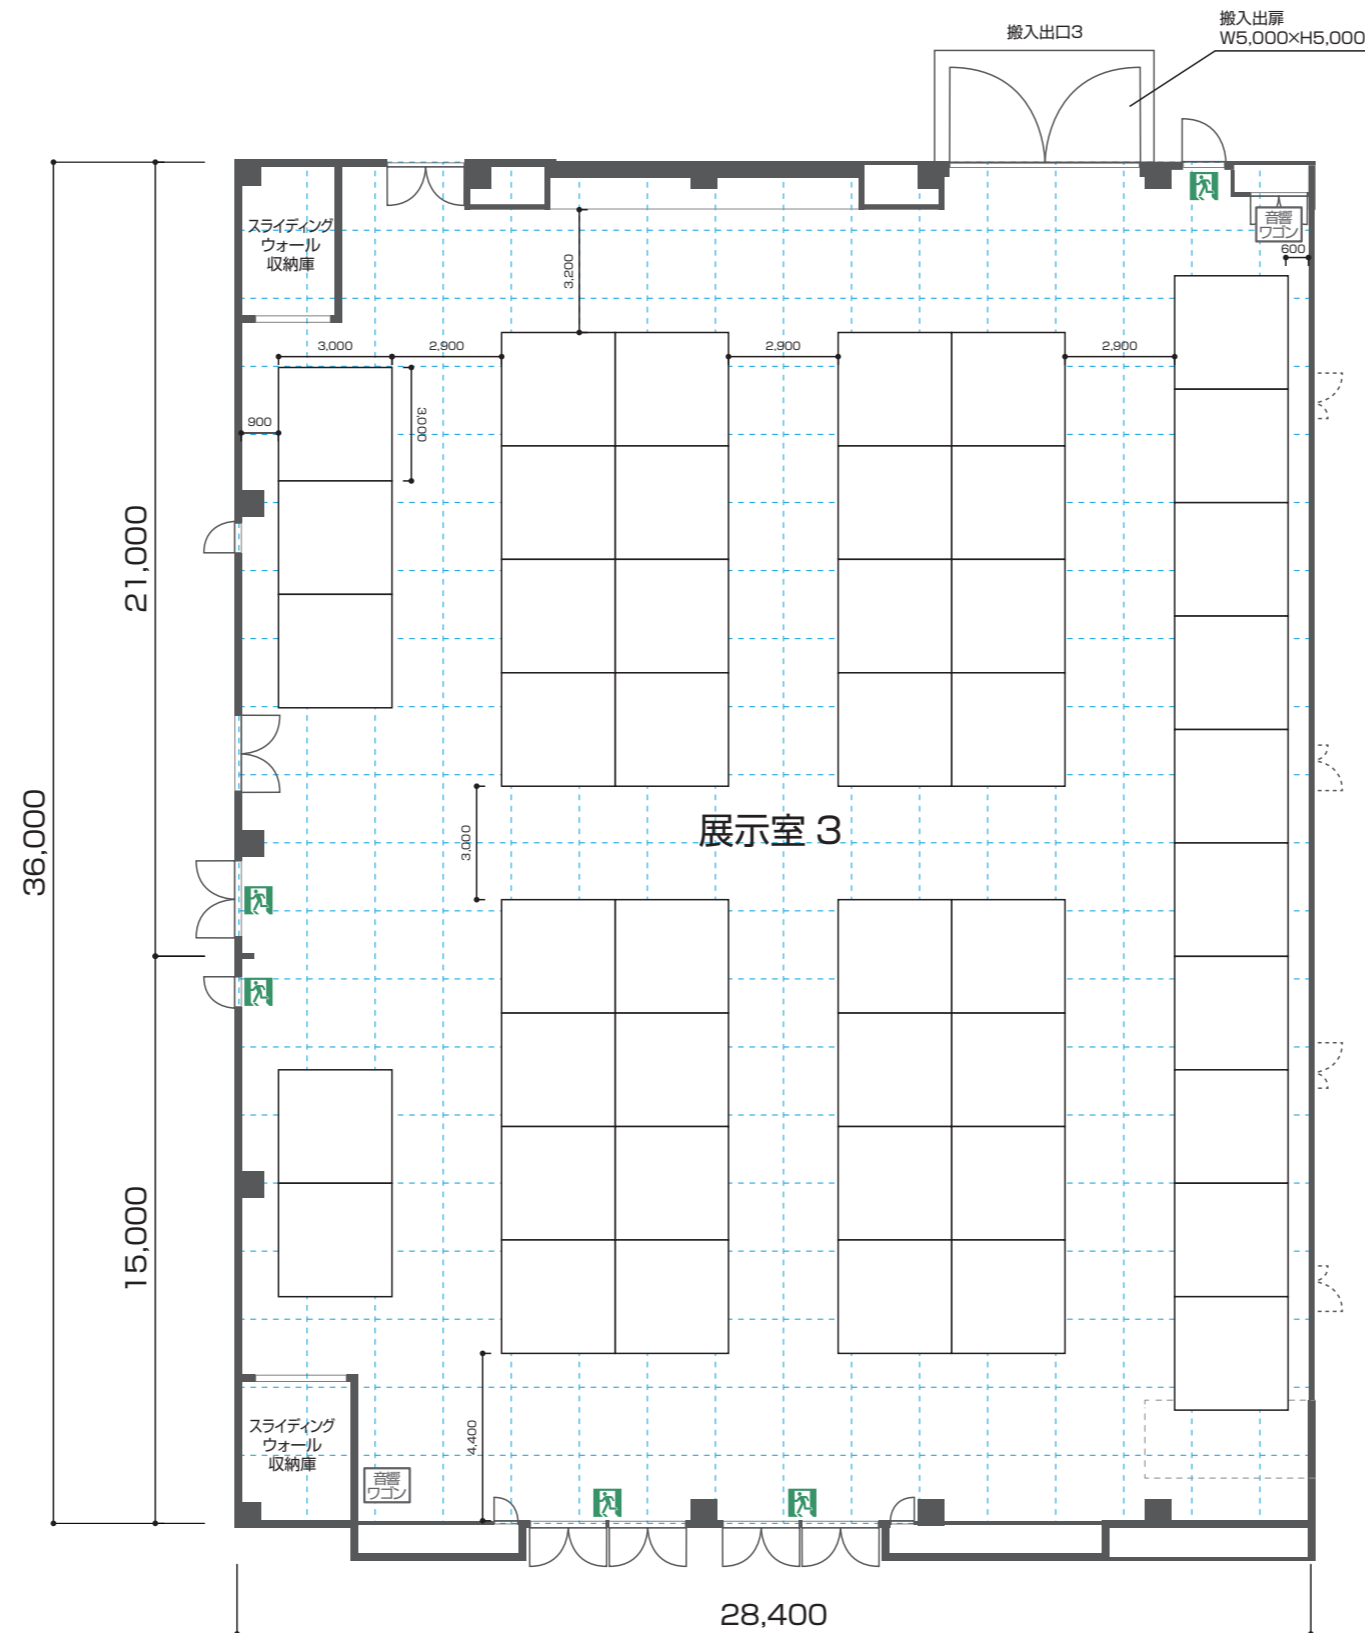 搬入出口3
搬入出扉
W5,000×H5,000
スライディング
ウォール
収納庫
音響
ワゴン
600
3,200
3,000
2,900
2,900
2,900
900
3,000
21,000
36,000
展示室 3
3,000
15,000
4,400
スライディング
ウォール
収納庫
音響
ワゴン
28,400